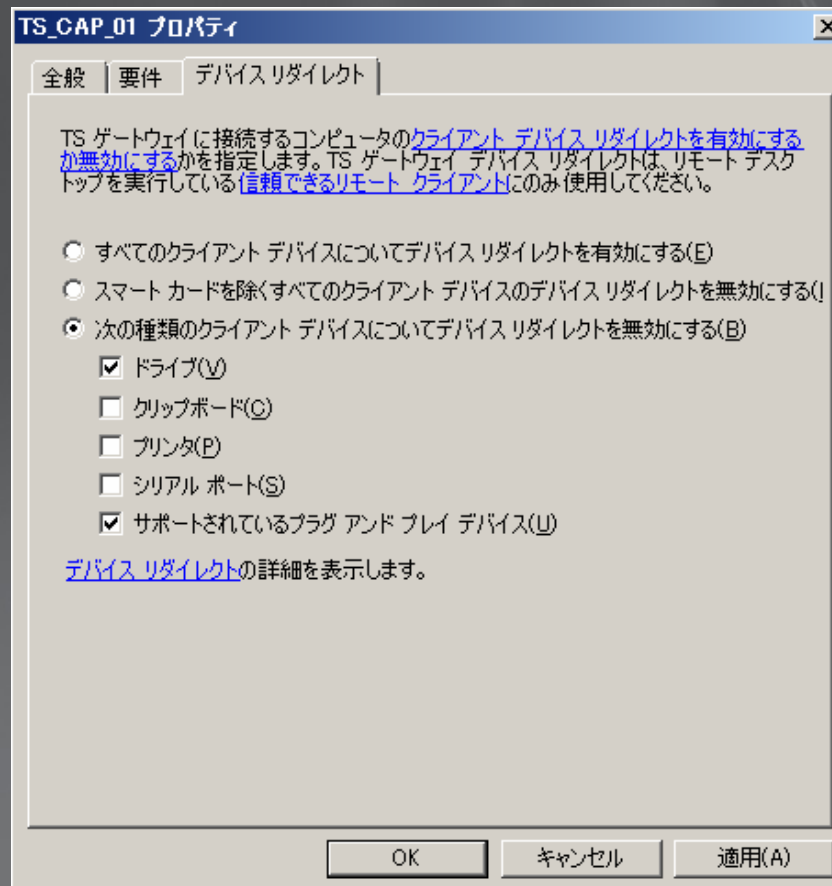 TS_CAP_01 プロパティ
全般
要件
デバイス リダイレクト
TS ゲートウェイに接続するコンピュータのクライアント デバイス リダイレクトを有効にする
か無効にするかを指定します。TS ゲートウェイ デバイス リダイレクトは、リモート デスク
トップを実行している信頼できるリモート クライアントにのみ使用してください。
すべてのクライアント デバイスについてデバイス リダイレクトを有効にする(E)
スマート カードを除くすべてのクライアント デバイスのデバイス リダイレクトを無効にする(
次の種類のクライアント デバイスについてデバイス リダイレクトを無効にする(B)
ドライブ(V)
クリップボード(C)
プリンタ(P)
シリアル ポート(S)
サポートされているプラグ アンド プレイ デバイス(U)
デバイス リダイレクトの詳細を表示します。
OK
キャンセル
適用(A)